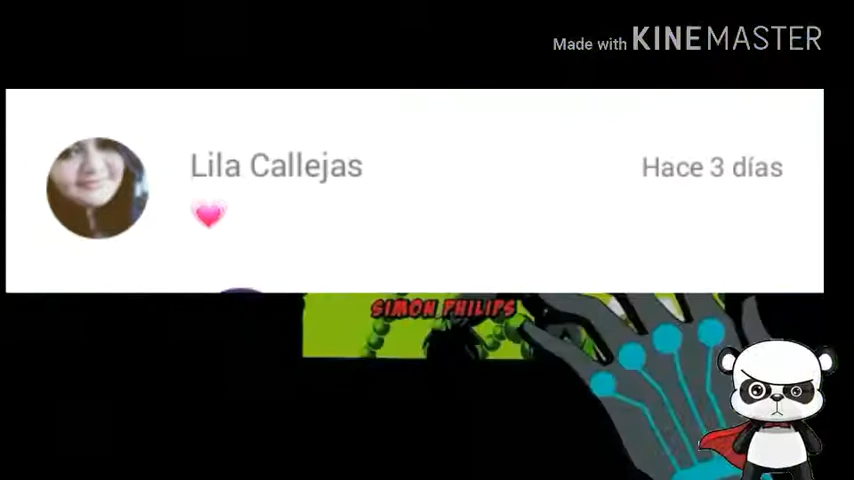 Made with KINEMASTER
Lila Callejas
Hace 3 días
💗
SIMON PHILIPS